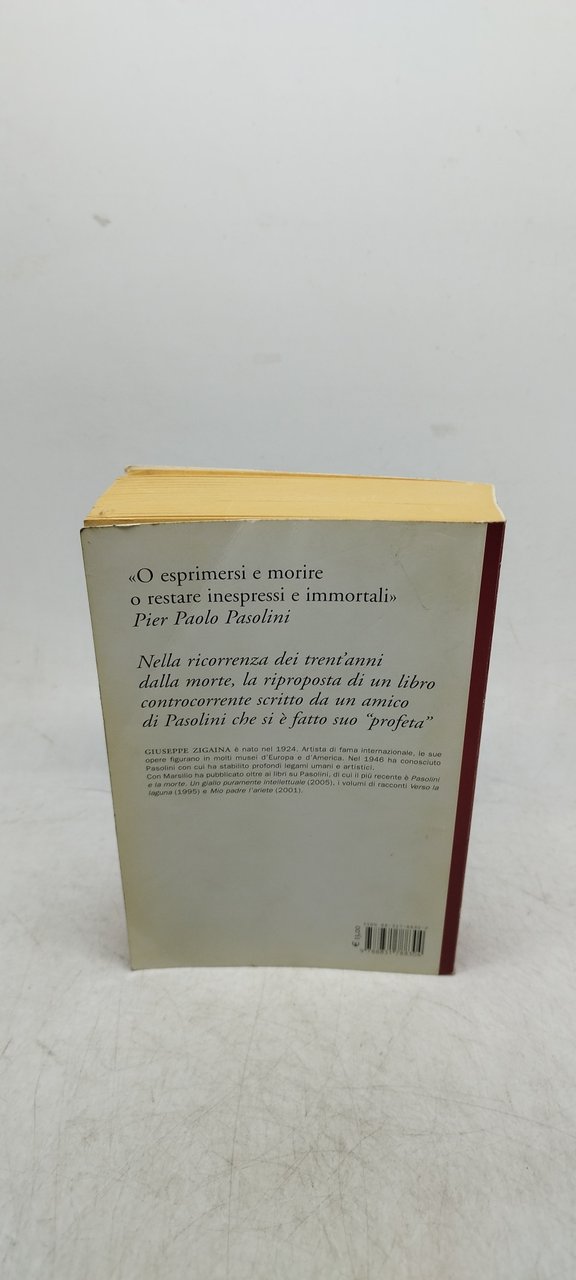 «O esprimersi e morire
o restare inespressi e immortali»
Pier Paolo Pasolini
Nella ricorrenza dei trent'anni
dalla morte, la riproposta di un libro
controcorrente scritto da un amico
di Pasolini che si è fatto suo "profeta"
GIUSEPPE ZIGAINA è nato nel 1924. Artista di fama internazionale, le sue
opere figurano in molti musei d'Europa e d'America. Nel 1946 ha conosciuto
Pasolini con cui ha stabilito profondi legami umani e artistici.
Con Marsilio ha pubblicato oltre ai libri su Pasolini, di cui il più recente è Pasolini
e la morte. Un giallo puramente intellettuale (2005), i volumi di racconti Verso la
laguna (1995) e Mio padre l'ariete (2001).
ISBN